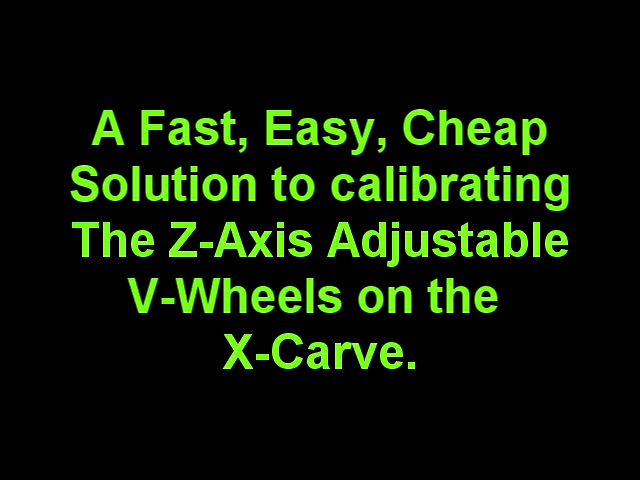 A Fast, Easy, Cheap
Solution to calibrating
The Z-Axis Adjustable
V-Wheels on the
X-Carve.